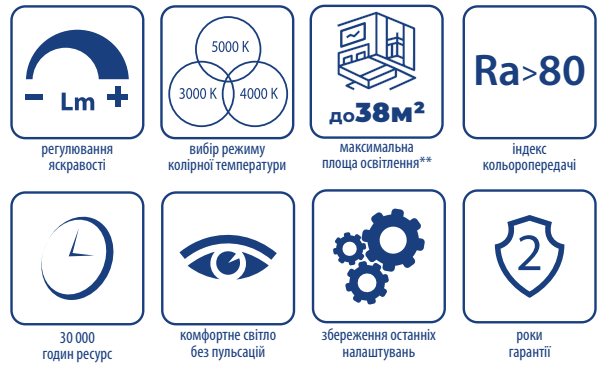 − Lm +
регулювання
яскравості
5000 K
3000 K
4000 K
вибір режиму
колірної температури
до38м²
максимальна
площа освітлення**
Ra>80
індекс
кольоропередачі
30 000
годин ресурс
комфортне світло
без пульсацій
збереження останніх
налаштувань
2
роки
гарантії